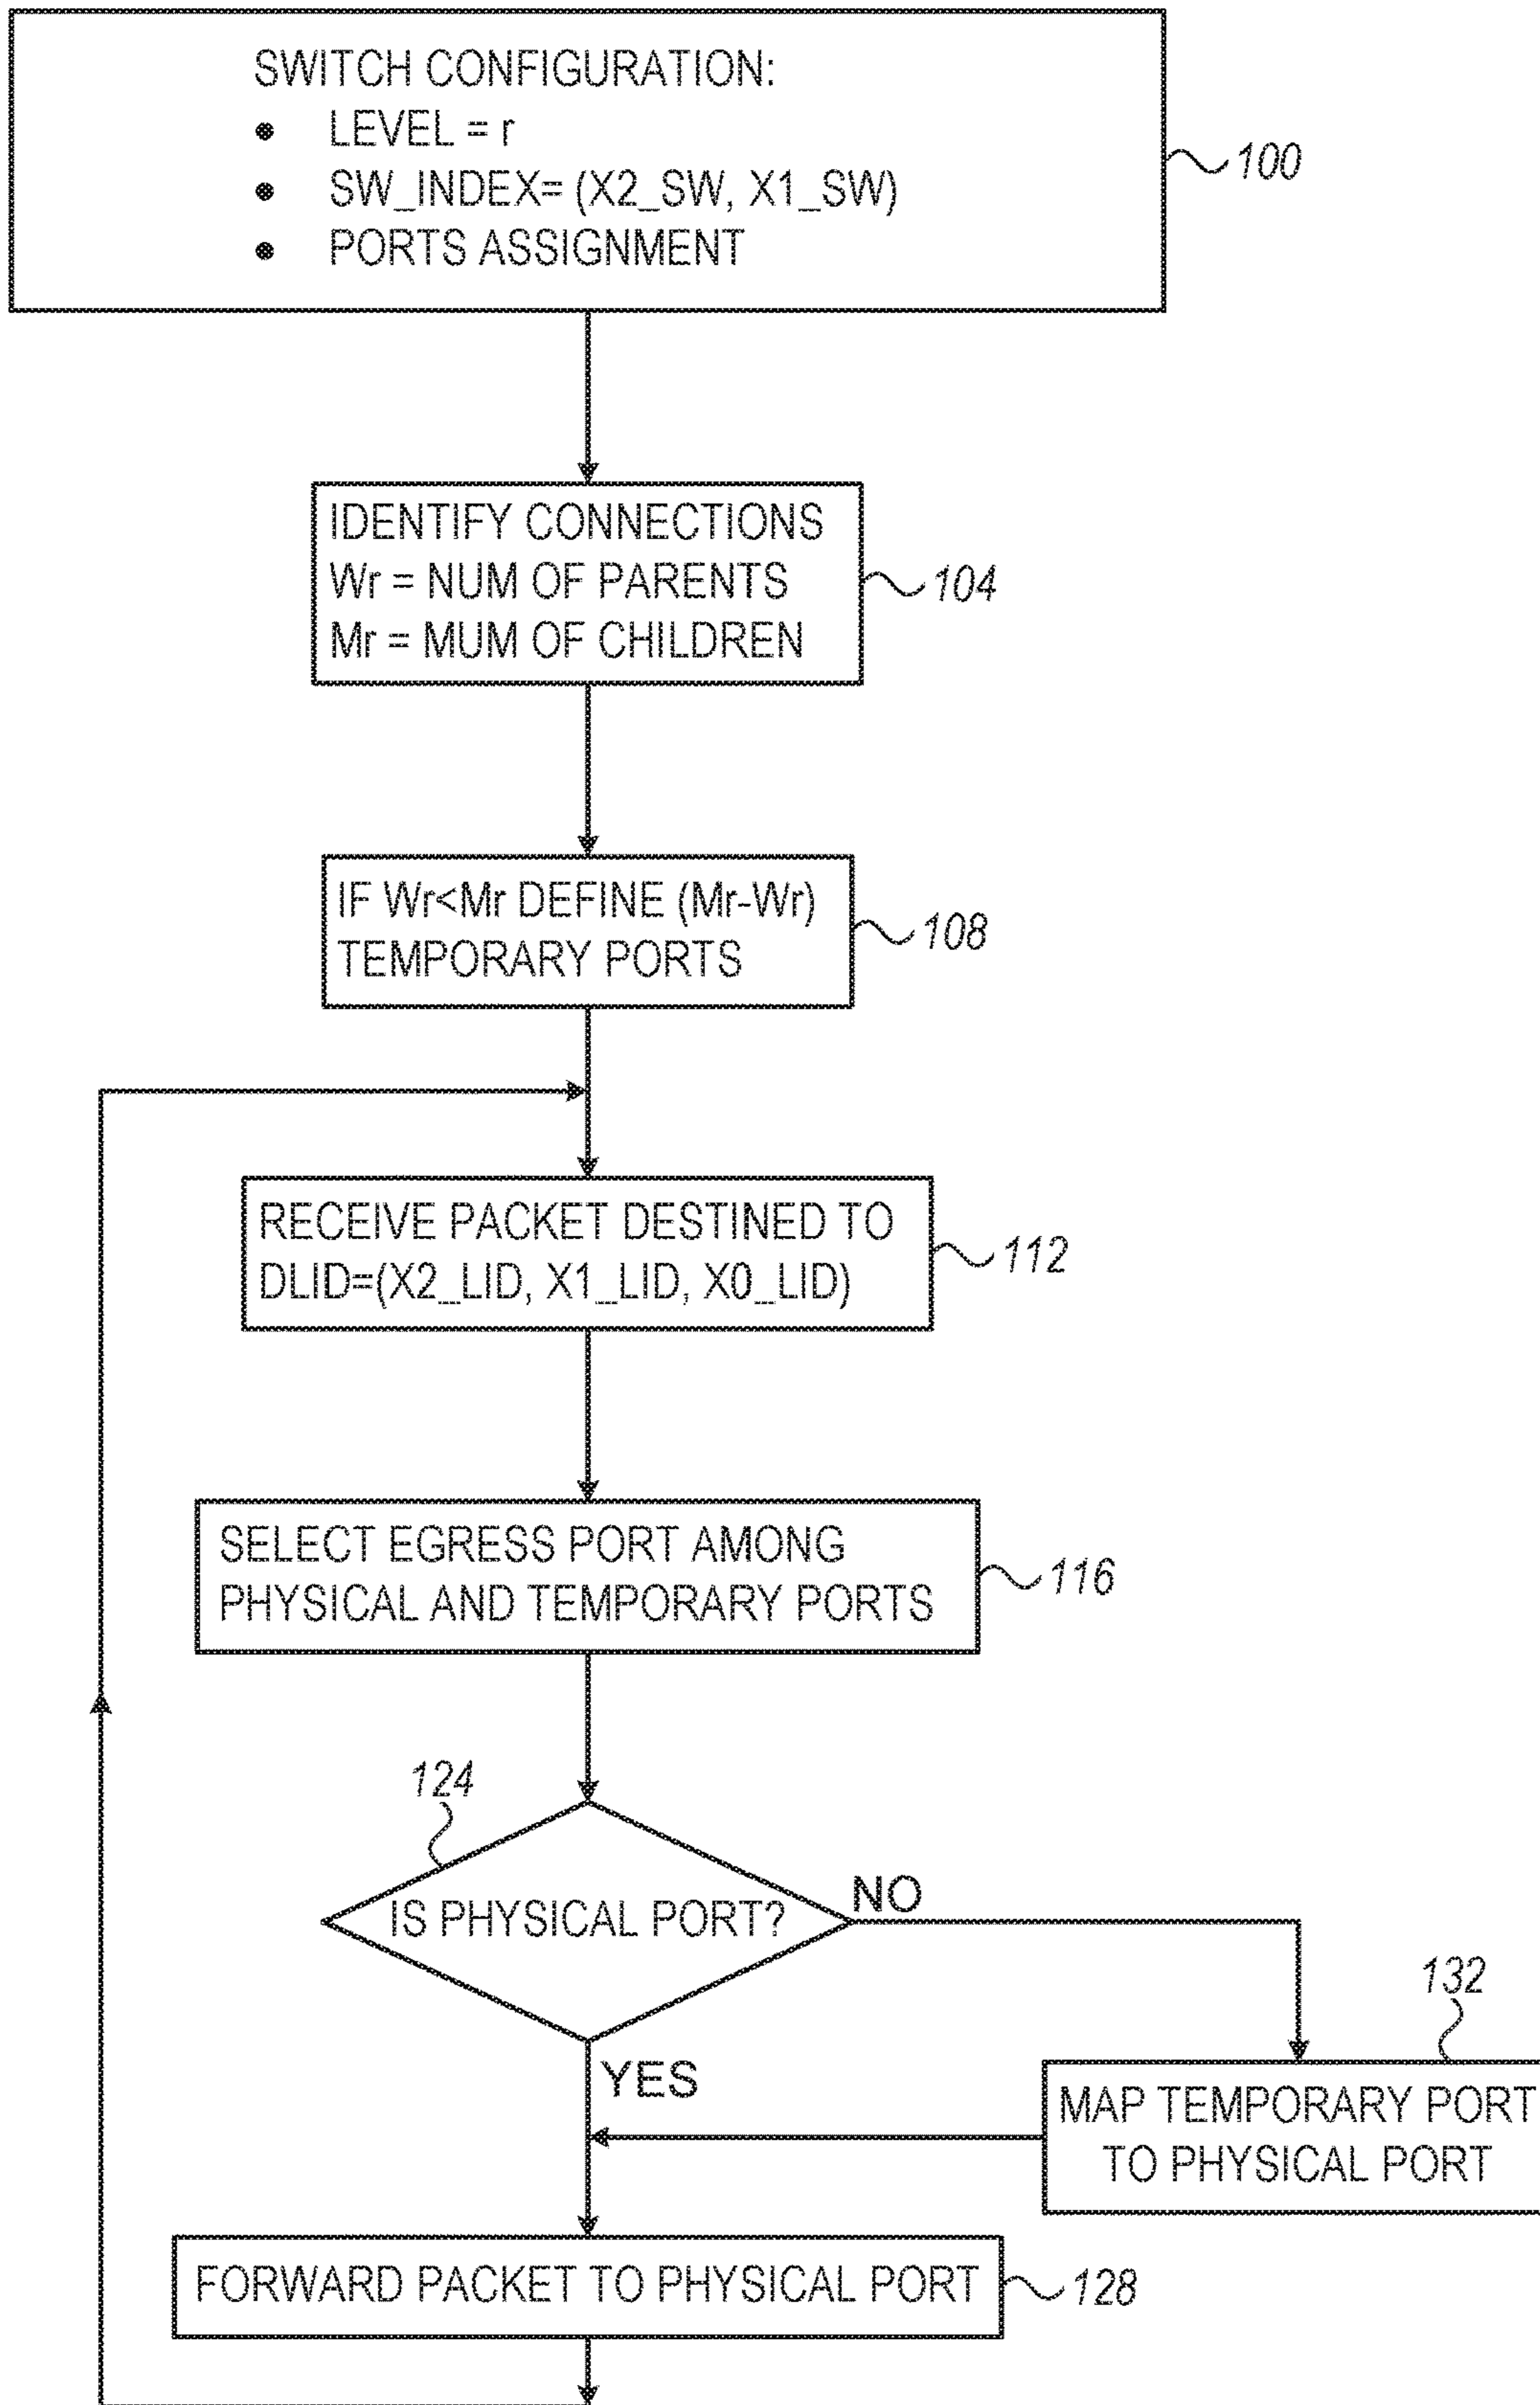 SWITCH CONFIGURATION:
• LEVEL = r
• SW_INDEX= (X2_SW, X1_SW)
• PORTS ASSIGNMENT
100
IDENTIFY CONNECTIONS
Wr = NUM OF PARENTS
Mr = MUM OF CHILDREN
104
IF Wr<Mr DEFINE (Mr-Wr)
TEMPORARY PORTS
108
RECEIVE PACKET DESTINED TO
DLID=(X2_LID, X1_LID, X0_LID)
112
SELECT EGRESS PORT AMONG
PHYSICAL AND TEMPORARY PORTS
116
124
IS PHYSICAL PORT?
NO
YES
132
MAP TEMPORARY PORT
TO PHYSICAL PORT
FORWARD PACKET TO PHYSICAL PORT
128